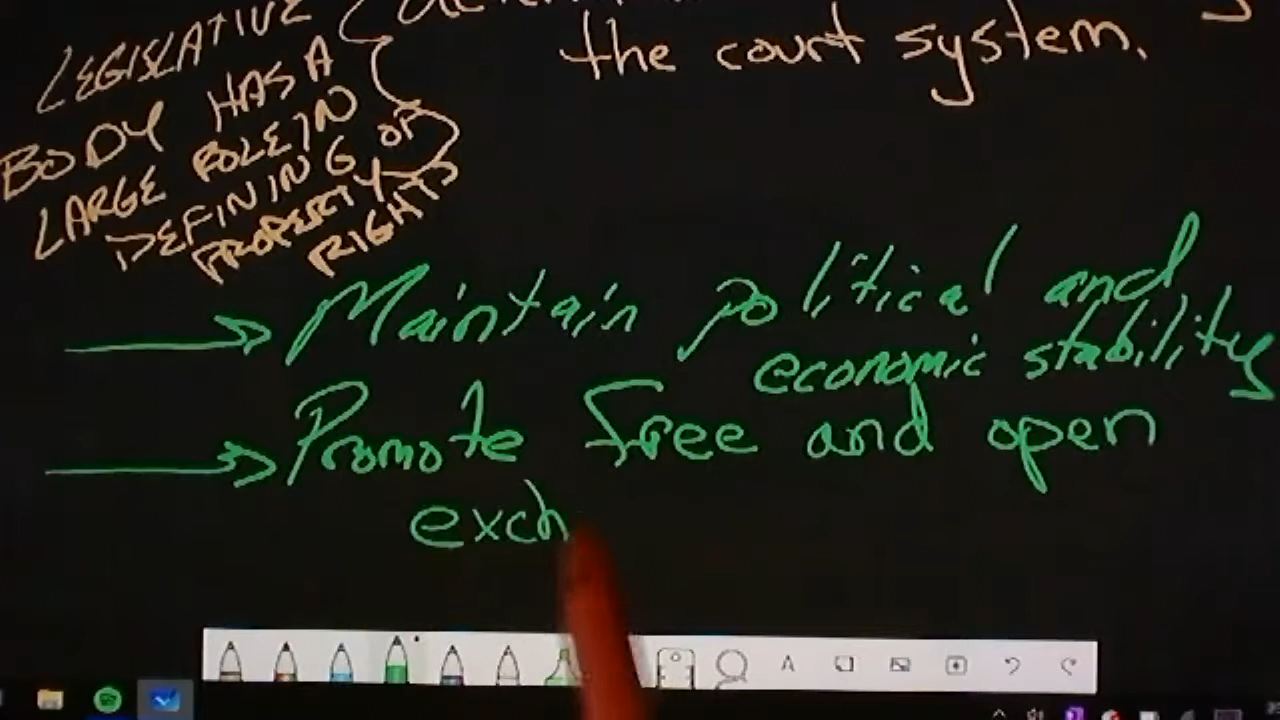 the court system.
LEGISLATIVE
BODY HAS A
LARGE ROLE IN
DEFINING OF
PROPERTY
RIGHTS
→ Maintain political and
economic stability
→ Promote free and open
exch